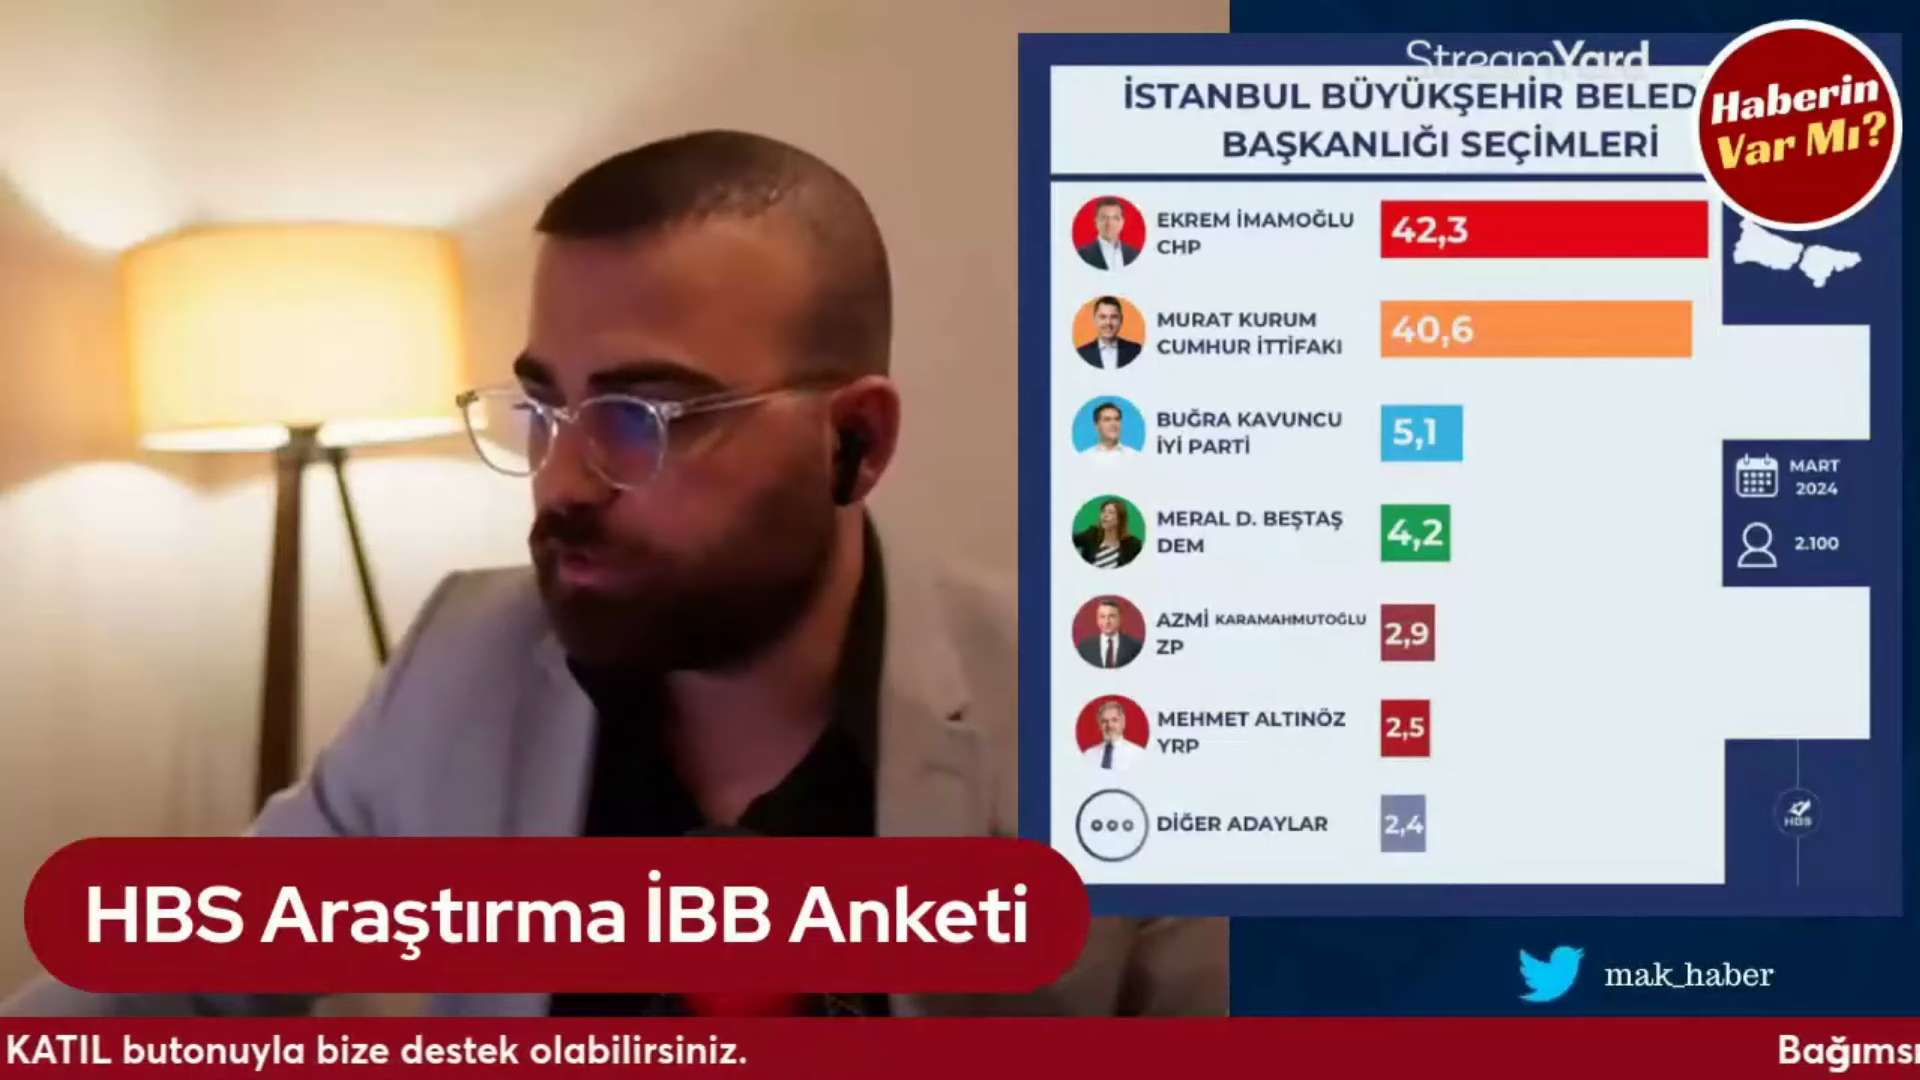 StreamYard
Haberin
Var Mı?
İSTANBUL BÜYÜKŞEHİR BELED
BAŞKANLIĞI SEÇİMLERİ
EKREM İMAMOĞLU
CHP
42,3
MURAT KURUM
CUMHUR İTTİFAKI
40,6
BUĞRA KAVUNCU
İYİ PARTİ
5,1
MERAL D. BEŞTAŞ
DEM
4,2
AZMİ KARAMAHMUTOĞLU
ZP
2,9
MEHMET ALTINÖZ
YRP
2,5
DİĞER ADAYLAR
2,4
MART
2024
2.100
HBS
HBS Araştırma İBB Anketi
mak_haber
KATIL butonuyla bize destek olabilirsiniz.
Bağıms